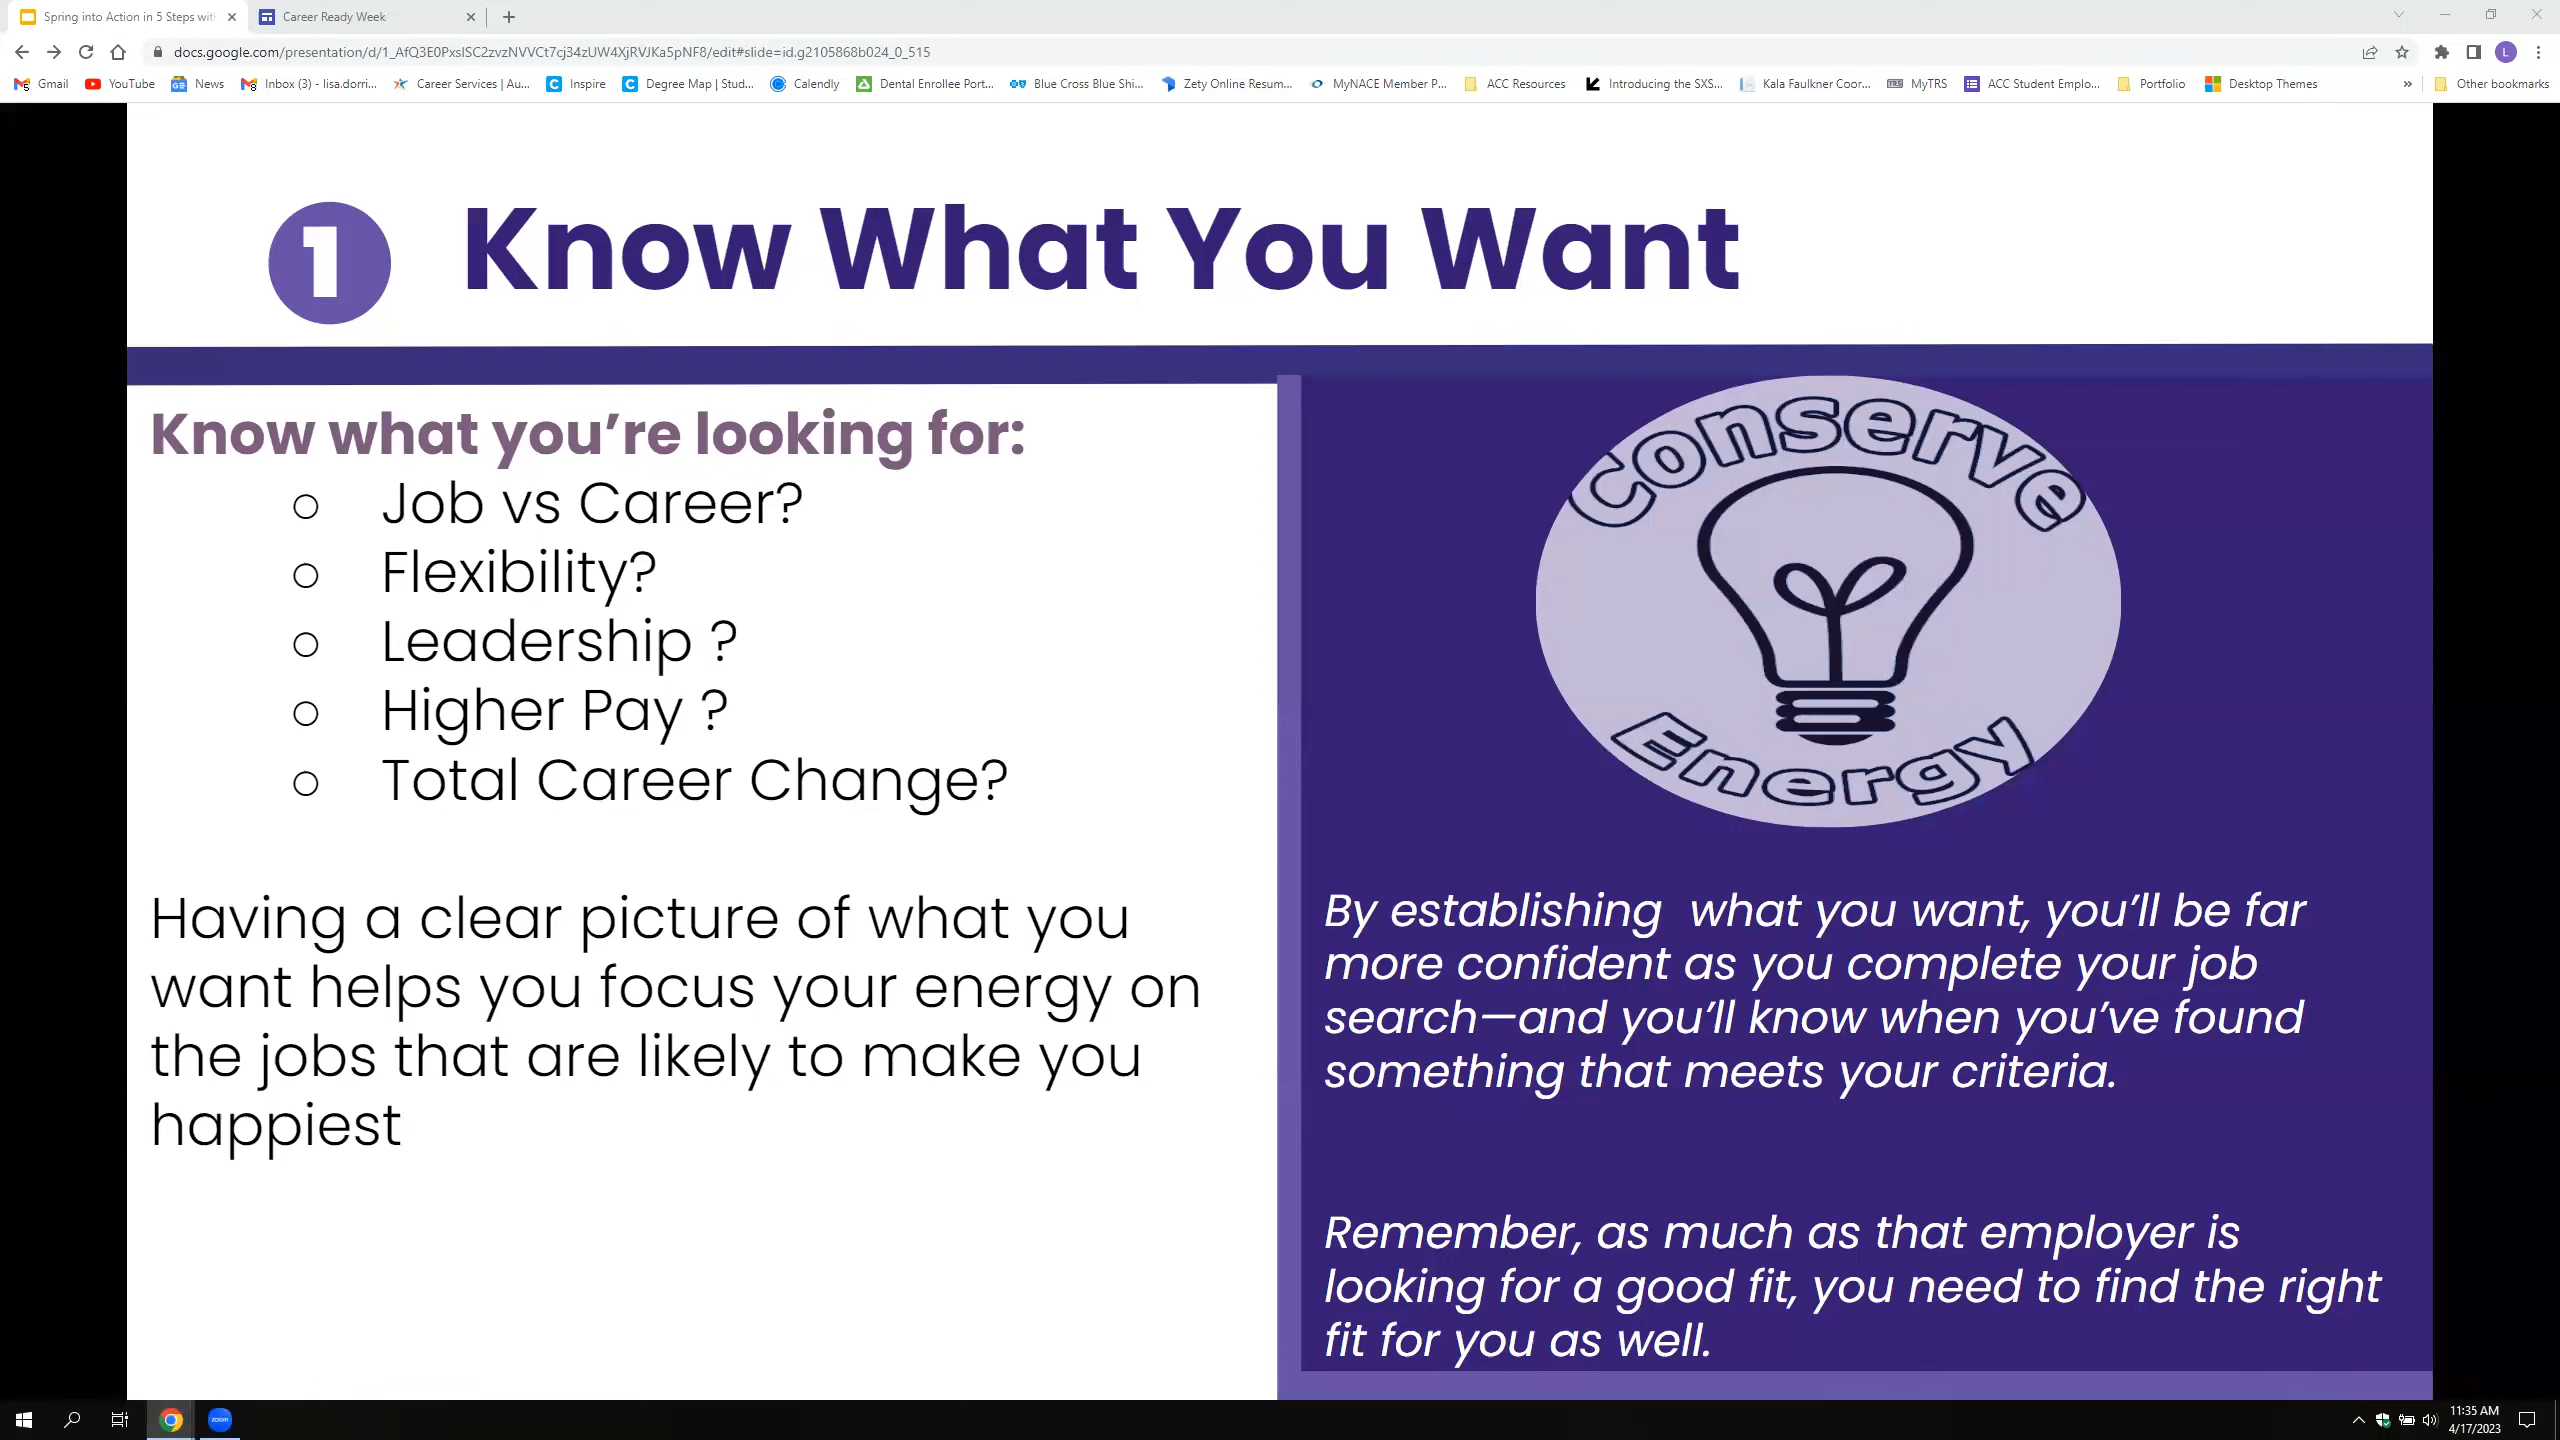 Spring into Action in 5 Steps wit
Career Ready Week
docs.google.com/presentation/d/1_AfQ3E0PxsISC2zvzNVVCt7cj34zUW4XjRVJKa5pNF8/edit#slide=id.g2105868b024_0_515
L
Gmail
YouTube
News
Inbox (3) - lisa.dorri...
Career Services | Au...
Inspire
Degree Map | Stud...
Calendly
Dental Enrollee Port...
Blue Cross Blue Shi...
Zety Online Resum...
MyNACE Member P...
ACC Resources
Introducing the SXS...
Kala Faulkner Coor...
MyTRS
ACC Student Emplo...
Portfolio
Desktop Themes
»
Other bookmarks
1 Know What You Want
Know what you’re looking for:
○ Job vs Career?
○ Flexibility?
○ Leadership ?
○ Higher Pay ?
○ Total Career Change?
Having a clear picture of what you
want helps you focus your energy on
the jobs that are likely to make you
happiest
Conserve
Energy
By establishing what you want, you’ll be far
more confident as you complete your job
search—and you’ll know when you’ve found
something that meets your criteria.
Remember, as much as that employer is
looking for a good fit, you need to find the right
fit for you as well.
zoom
11:35 AM
4/17/2023